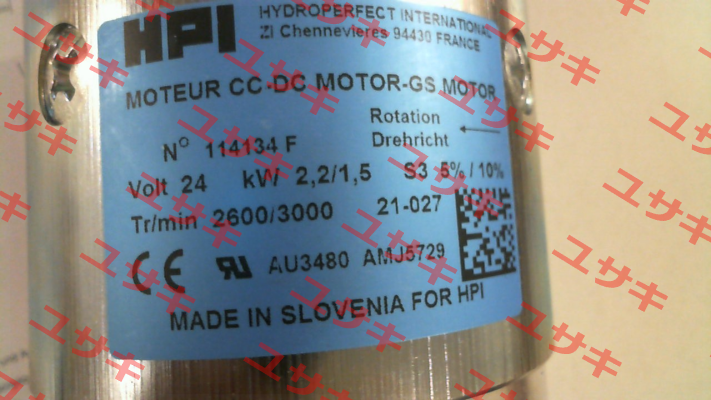 HPI HYDROPERFECT INTERNATIONAL
ZI Chennevieres 94430 FRANCE
MOTEUR CC-DC MOTOR-GS MOTOR
Rotation
Drehricht
N° 114134 F
Volt 24 kW 2,2/1,5 S3 5% / 10%
Tr/min 2600/3000 21-027
CE RU AU3480 AMJ5729
MADE IN SLOVENIA FOR HPI
ユサキ